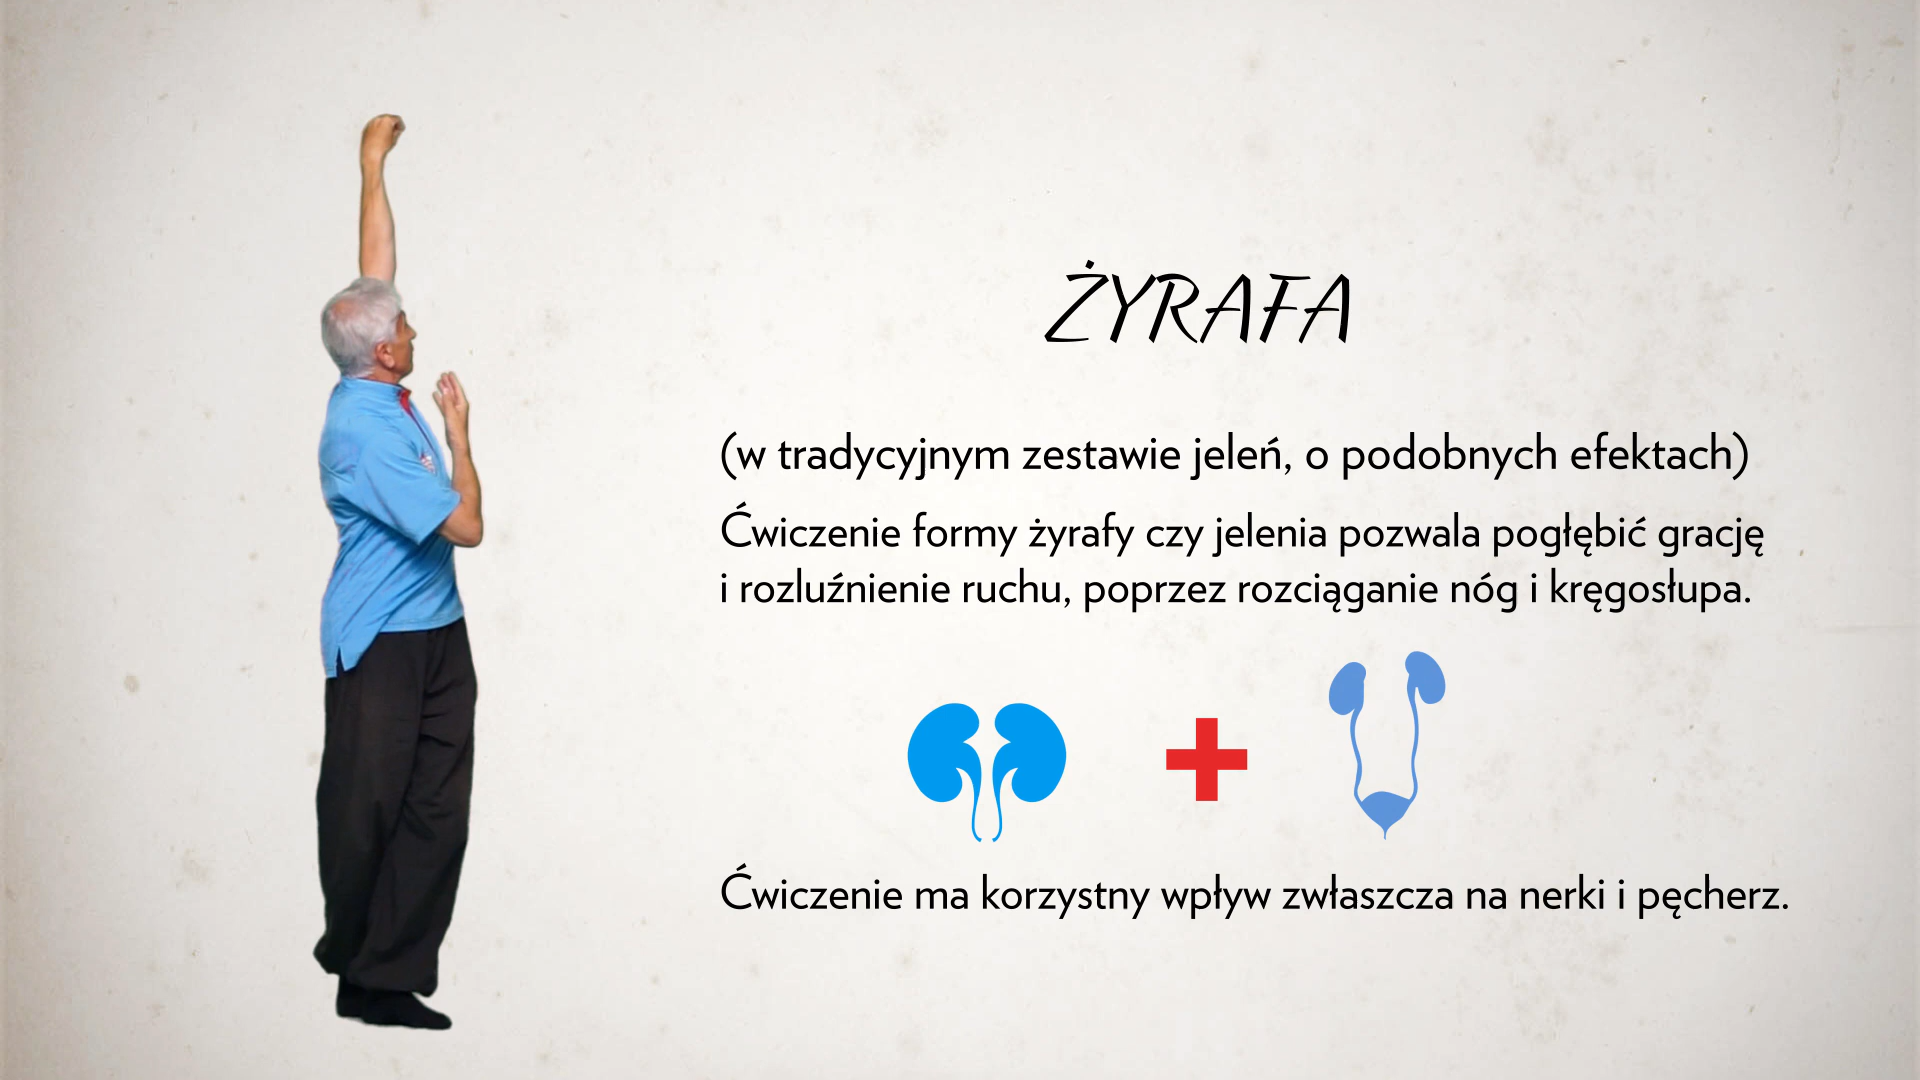 ŻYRAFA
(w tradycyjnym zestawie jeleń, o podobnych efektach)
Ćwiczenie formy żyrafy czy jelenia pozwala pogłębić grację
i rozluźnienie ruchu, poprzez rozciąganie nóg i kręgosłupa.
Ćwiczenie ma korzystny wpływ zwłaszcza na nerki i pęcherz.